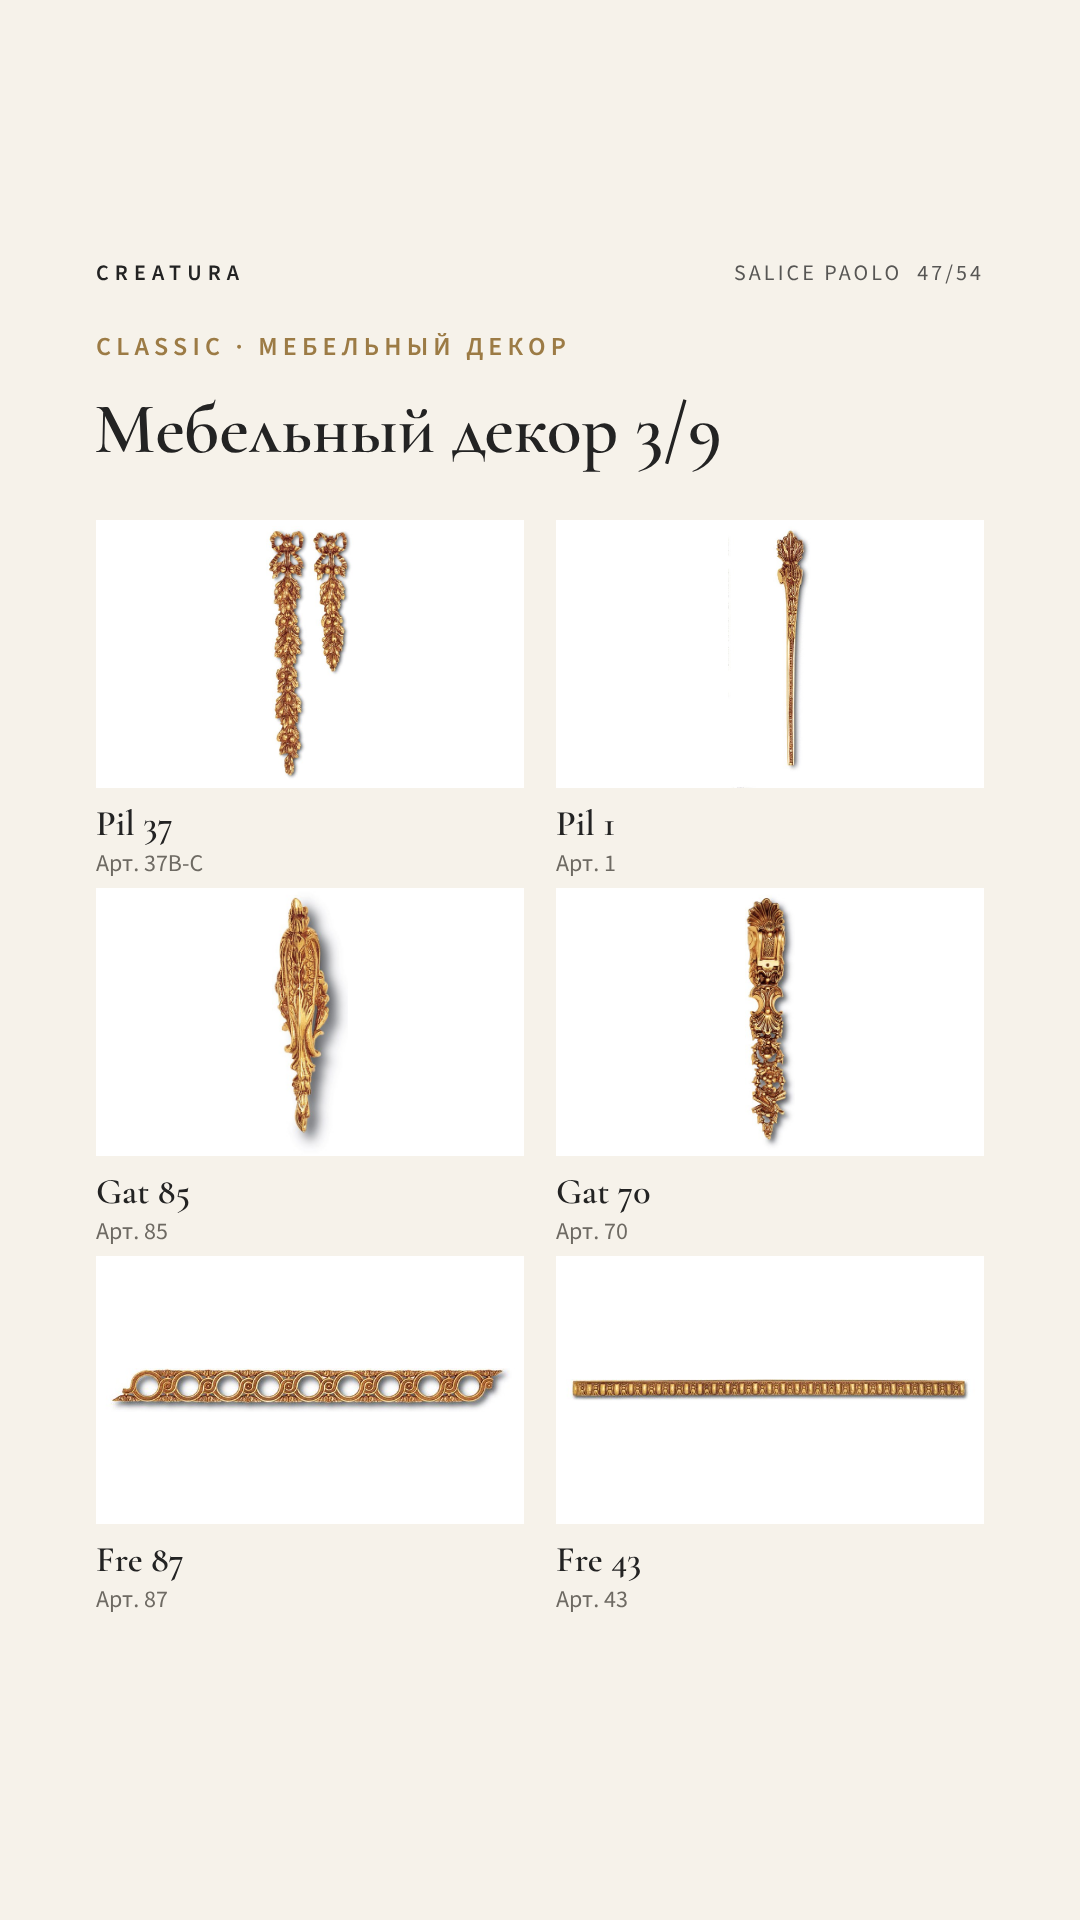 CREATURA
SALICE PAOLO 47/54
CLASSIC · МЕБЕЛЬНЫЙ ДЕКОР
Мебельный декор 3/9
Pil 37
Арт. 37B-C
Pil 1
Арт. 1
Gat 85
Арт. 85
Gat 70
Арт. 70
Fre 87
Арт. 87
Fre 43
Арт. 43